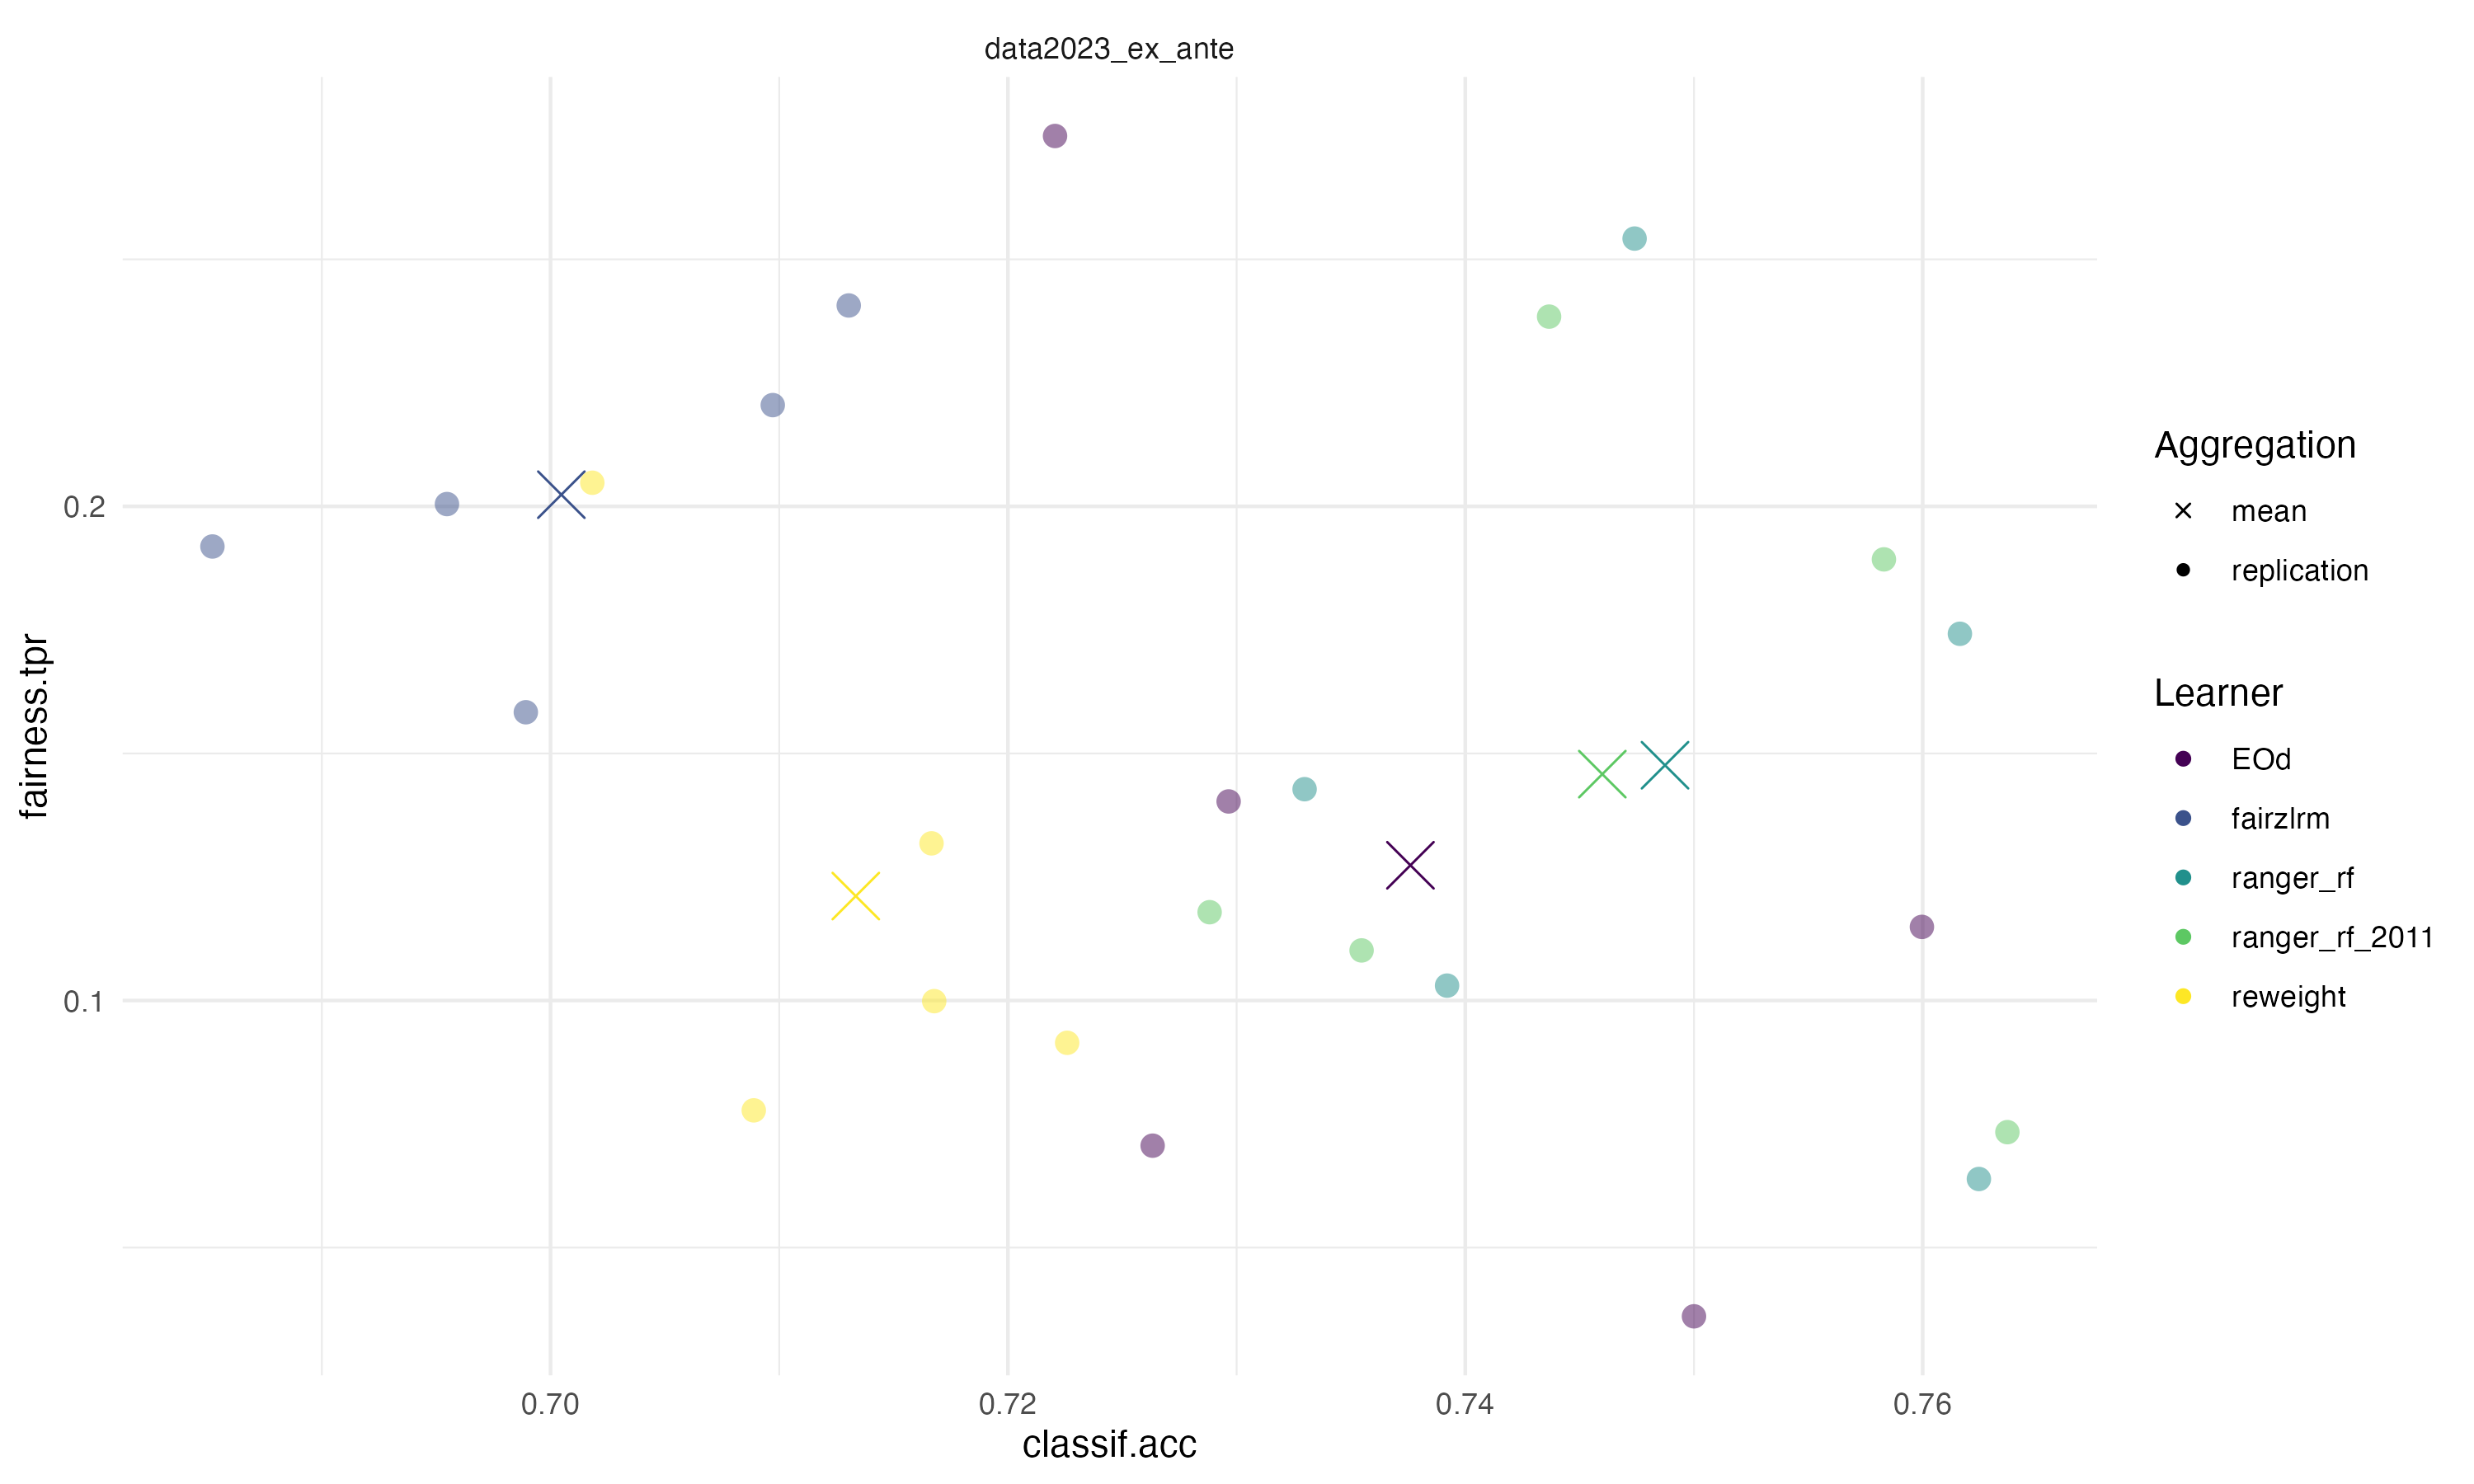 data2023_ex_ante
fairness.tpr
0.2
0.1
0.70
0.72
0.74
0.76
classif.acc
Aggregation
mean
replication
Learner
EOd
fairzlrm
ranger_rf
ranger_rf_2011
reweight